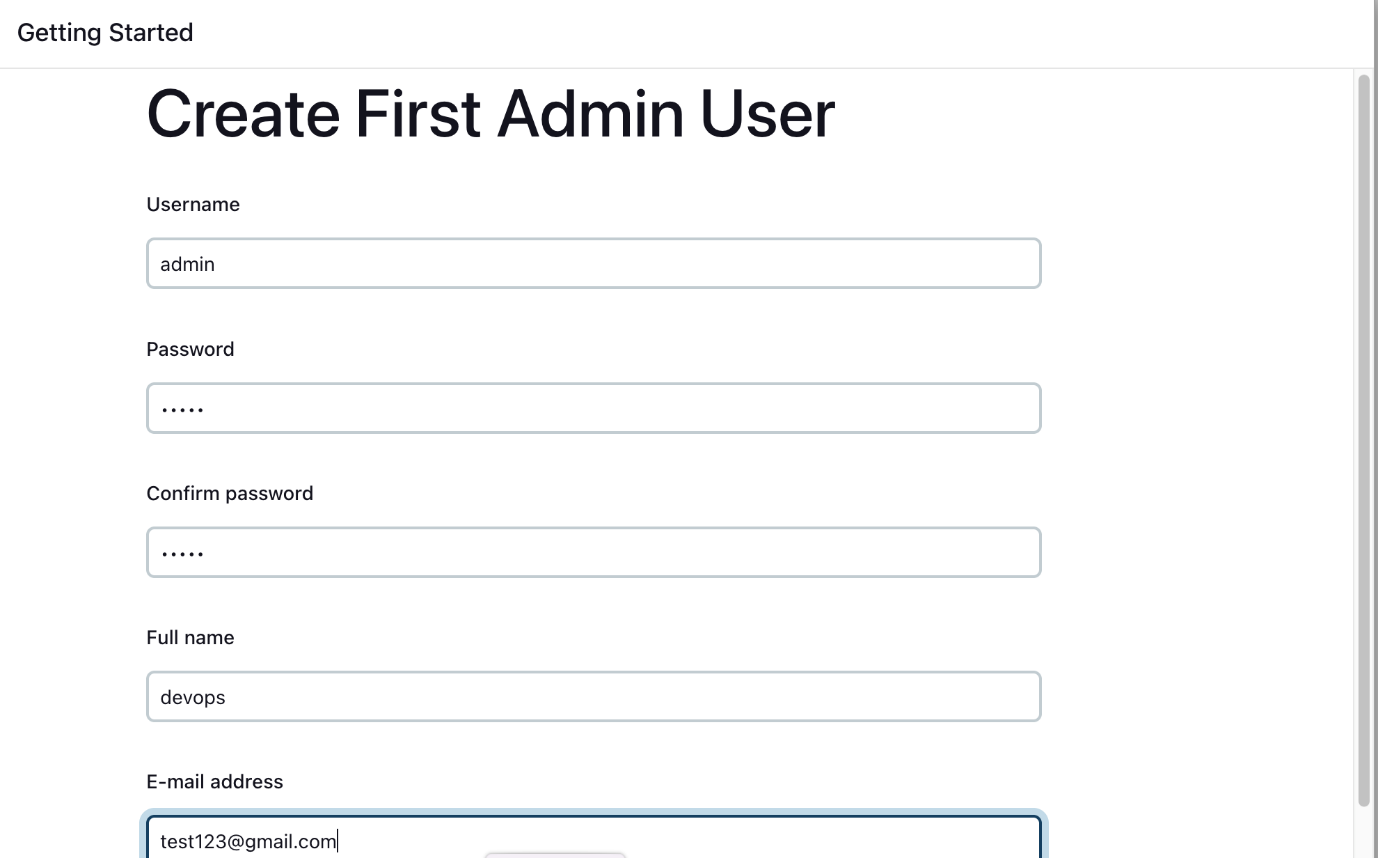 Getting Started
Create First Admin User
Username
admin
Password
•••••
Confirm password
•••••
Full name
devops
E-mail address
test123@gmail.com